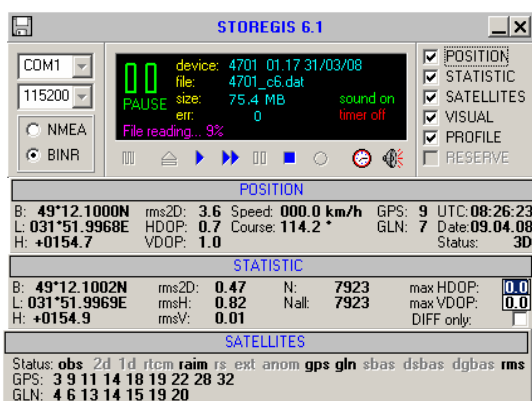 STOREGIS 6.1
COM1
115200
NMEA
BINR
device: 4701 01.17 31/03/08
file: 4701_c6.dat
PAUSE size: 75.4 MB sound on
err: 0 timer off
File reading... 9%
POSITION
STATISTIC
SATELLITES
VISUAL
PROFILE
RESERVE
POSITION
B: 49*12.1000N rms2D: 3.6 Speed: 000.0 km/h GPS: 9 UTC: 08:26:23
L: 031*51.9968E HDOP: 0.7 Course: 114.2 * GLN: 7 Date: 09.04.08
H: +0154.7 VDOP: 1.0 Status: 3D
STATISTIC
B: 49*12.1002N rms2D: 0.47 N: 7923 max HDOP: 0.0
L: 031*51.9969E rmsH: 0.82 Nall: 7923 max VDOP: 0.0
H: +0154.9 rmsV: 0.01 DIFF only:
SATELLITES
Status: obs 2d 1d rtcm raim rs ext anom gps gln sbas dsbas dgbas rms
GPS: 3 9 11 14 18 19 22 28 32
GLN: 4 6 13 14 15 19 20